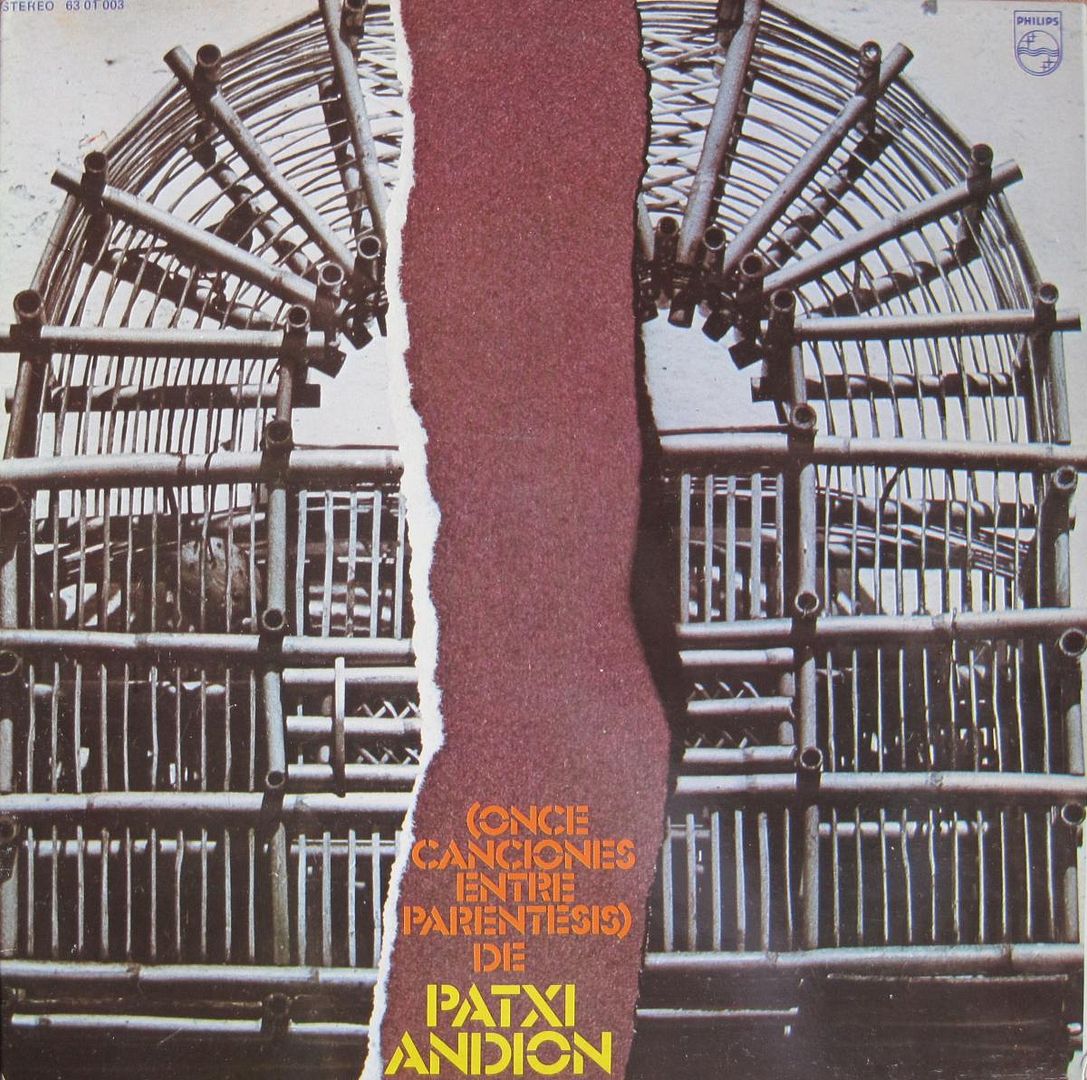 STEREO 63 01 003
PHILIPS
(ONCE
CANCIONES
ENTRE
PARENTESIS)
DE
PATXI
ANDION